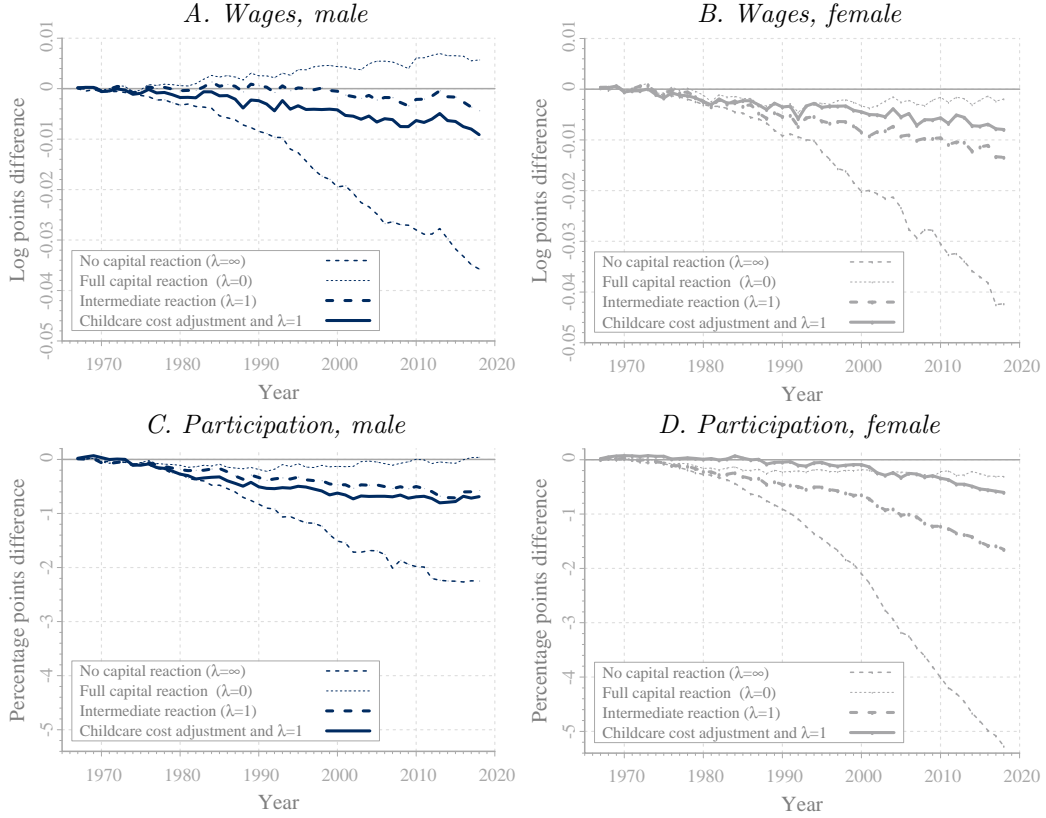 A. Wages, male
Log points difference
0.01
0
-0.01
-0.02
-0.03
-0.04
-0.05
No capital reaction (λ=∞)
Full capital reaction (λ=0)
Intermediate reaction (λ=1)
Childcare cost adjustment and λ=1
1970 1980 1990 2000 2010 2020
Year
B. Wages, female
Log points difference
0.01
0
-0.01
-0.02
-0.03
-0.04
-0.05
No capital reaction (λ=∞)
Full capital reaction (λ=0)
Intermediate reaction (λ=1)
Childcare cost adjustment and λ=1
1970 1980 1990 2000 2010 2020
Year
C. Participation, male
Percentage points difference
0
-1
-2
-3
-4
-5
No capital reaction (λ=∞)
Full capital reaction (λ=0)
Intermediate reaction (λ=1)
Childcare cost adjustment and λ=1
1970 1980 1990 2000 2010 2020
Year
D. Participation, female
Percentage points difference
0
-1
-2
-3
-4
-5
No capital reaction (λ=∞)
Full capital reaction (λ=0)
Intermediate reaction (λ=1)
Childcare cost adjustment and λ=1
1970 1980 1990 2000 2010 2020
Year